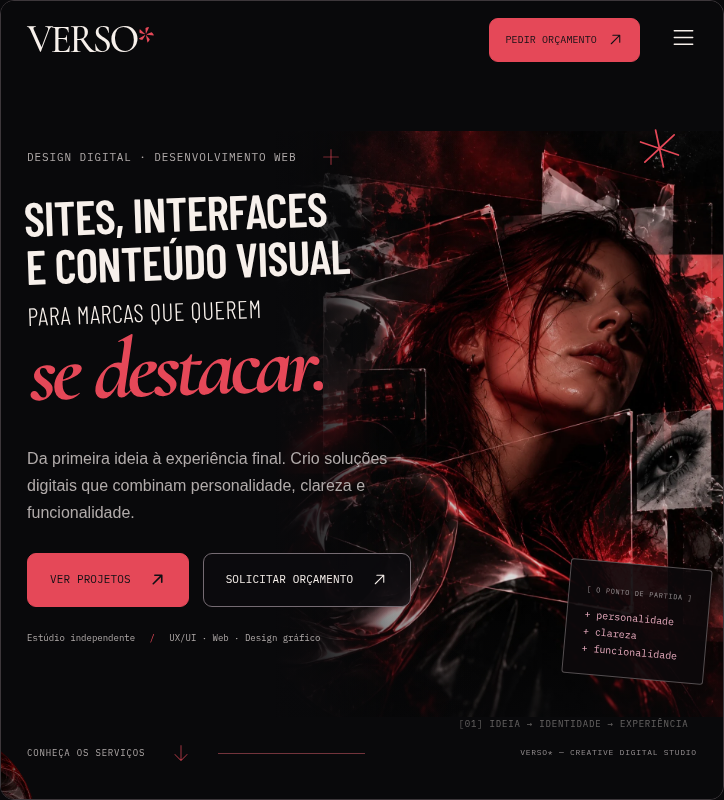 VERSO*
PEDIR ORÇAMENTO
DESIGN DIGITAL · DESENVOLVIMENTO WEB
SITES, INTERFACES
E CONTEÚDO VISUAL
PARA MARCAS QUE QUEREM
se destacar.
Da primeira ideia à experiência final. Crio soluções
digitais que combinam personalidade, clareza e
funcionalidade.
VER PROJETOS
SOLICITAR ORÇAMENTO
Estúdio independente / UX/UI · Web · Design gráfico
[ O PONTO DE PARTIDA ]
+ personalidade
+ clareza
+ funcionalidade
[01] IDEIA → IDENTIDADE → EXPERIÊNCIA
CONHEÇA OS SERVIÇOS
VERSO* — CREATIVE DIGITAL STUDIO